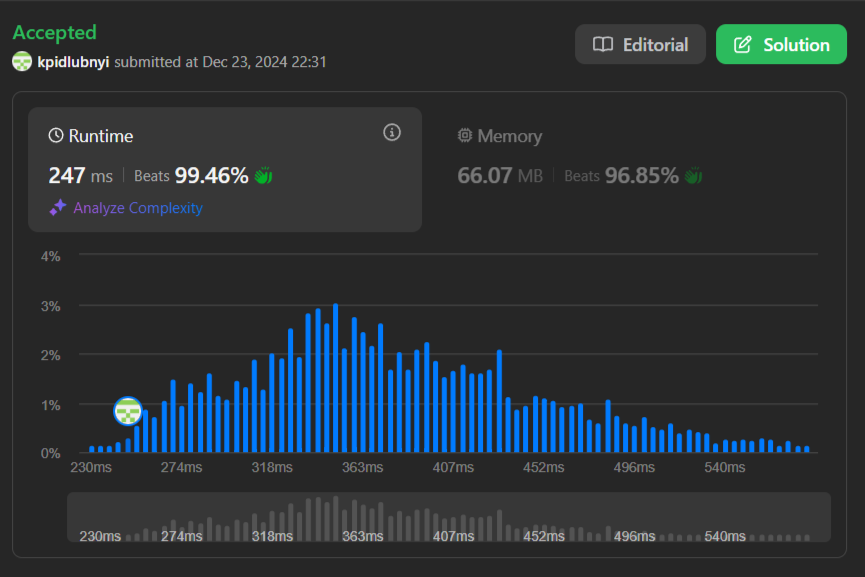 Accepted
kpidlubnyi submitted at Dec 23, 2024 22:31
Editorial
Solution
Runtime
247 ms | Beats 99.46%
Analyze Complexity
Memory
66.07 MB | Beats 96.85%
4%
3%
2%
1%
0%
230ms 274ms 318ms 363ms 407ms 452ms 496ms 540ms
230ms 274ms 318ms 363ms 407ms 452ms 496ms 540ms